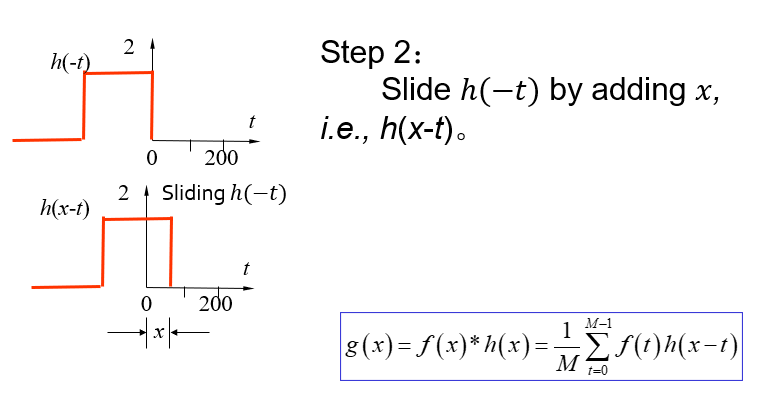 h(-t)
2
t
0
200
Step 2：
Slide h(−t) by adding x,
i.e., h(x-t)。
2
Sliding h(−t)
h(x-t)
t
0
200
x
g(x) = f(x)*h(x) = \frac{1}{M} \sum_{t=0}^{M-1} f(t)h(x−t)